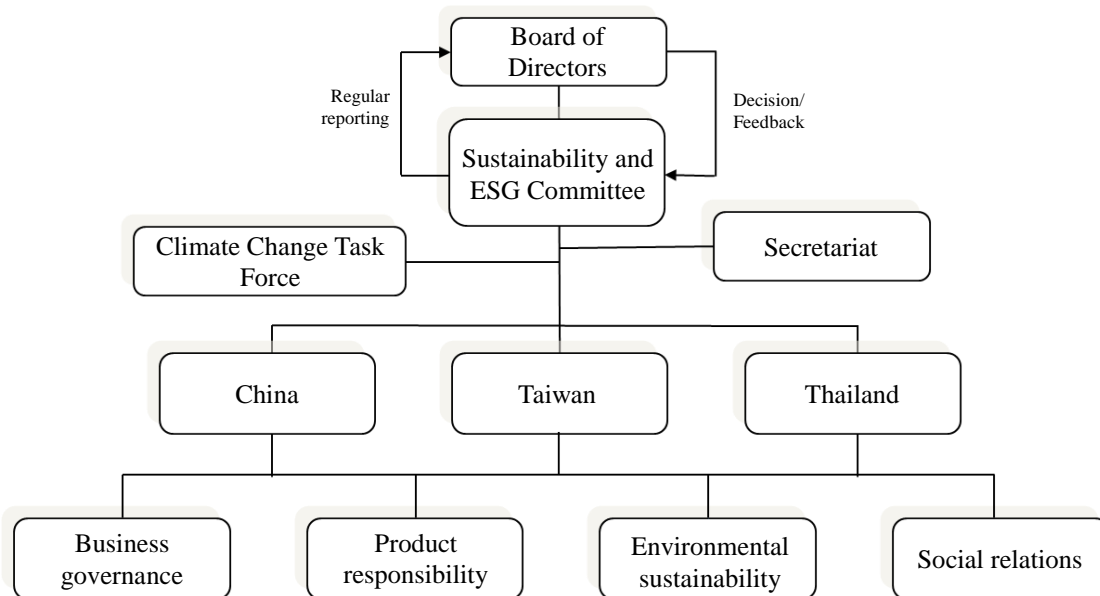 Board of
Directors
Regular
reporting
Decision/
Feedback
Sustainability and
ESG Committee
Climate Change Task
Force
Secretariat
China
Taiwan
Thailand
Business
governance
Product
responsibility
Environmental
sustainability
Social relations